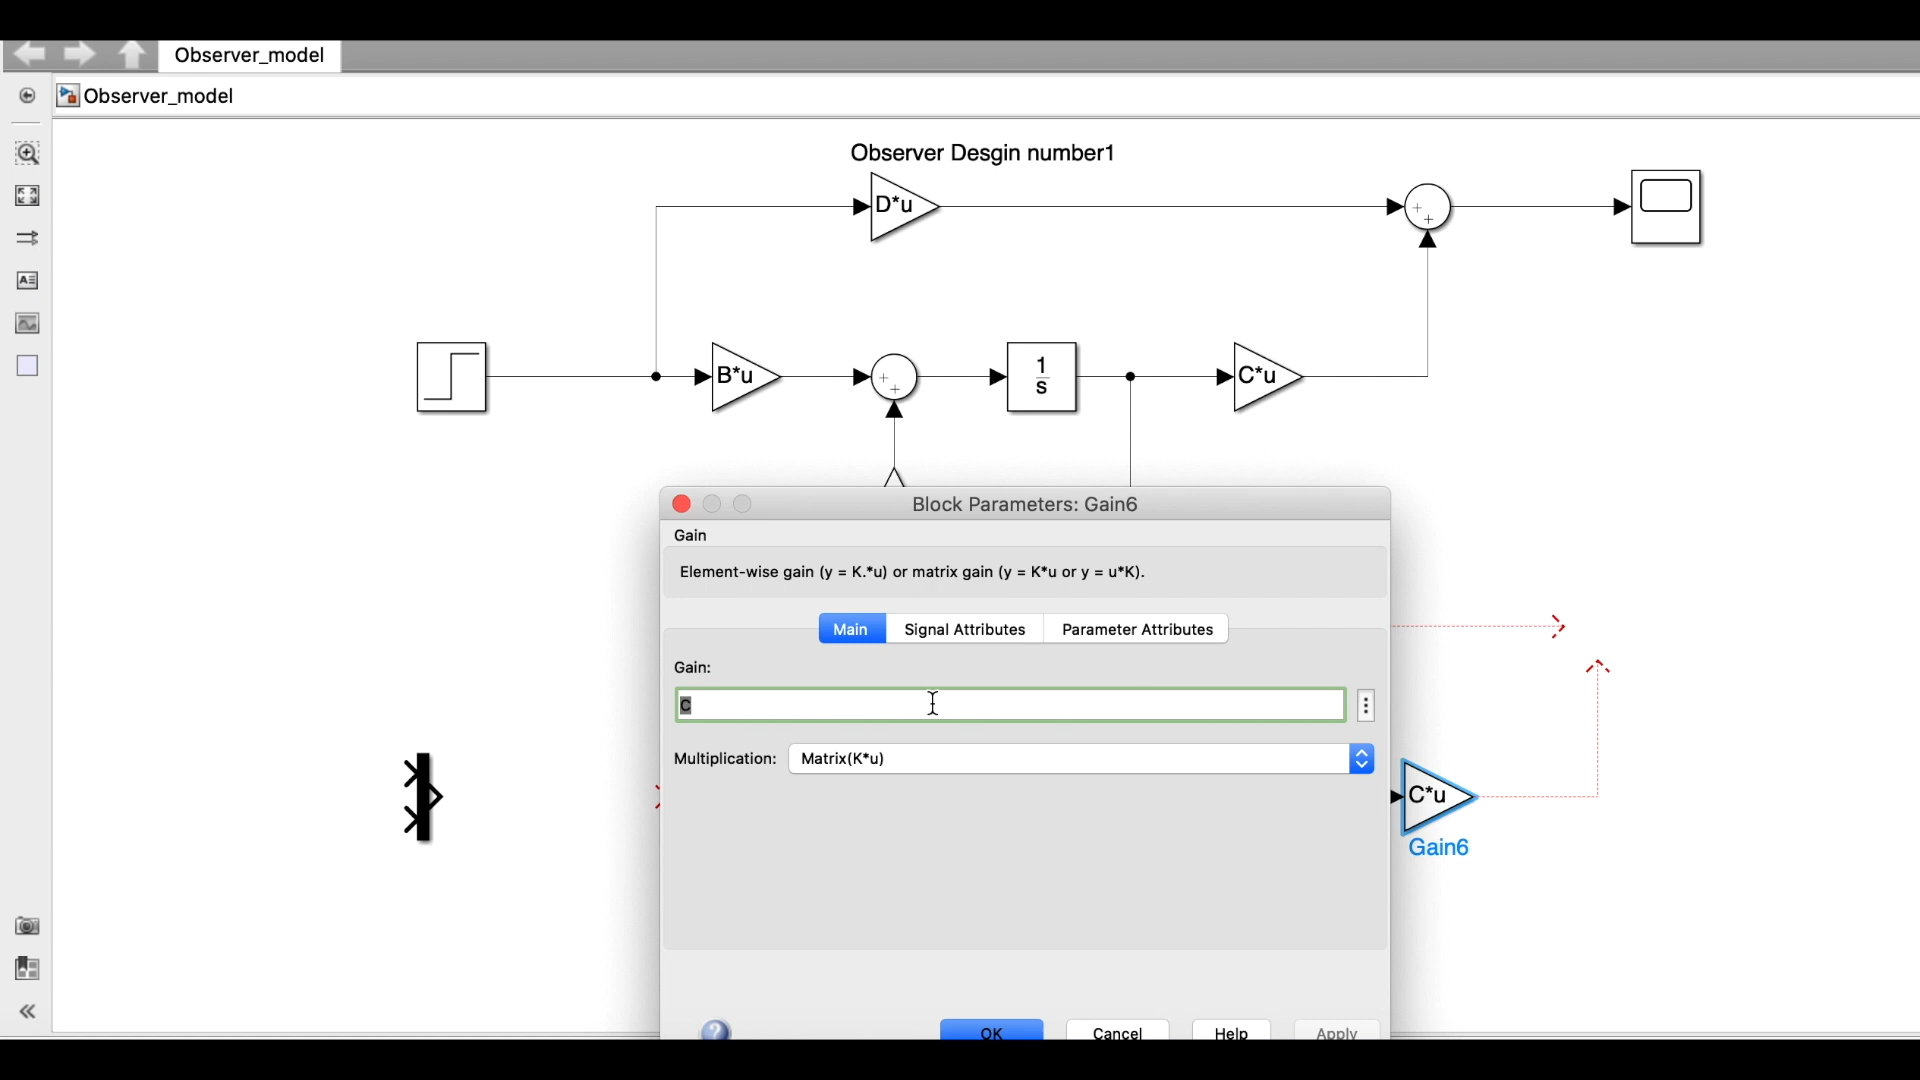 Observer_model
Observer_model
Observer Desgin number1
D*u
+
+
B*u
+
+
1
s
C*u
Block Parameters: Gain6
Gain
Element-wise gain (y = K.*u) or matrix gain (y = K*u or y = u*K).
Main
Signal Attributes
Parameter Attributes
Gain:
C
Multiplication:
Matrix(K*u)
C*u
Gain6
?
OK
Cancel
Help
Apply